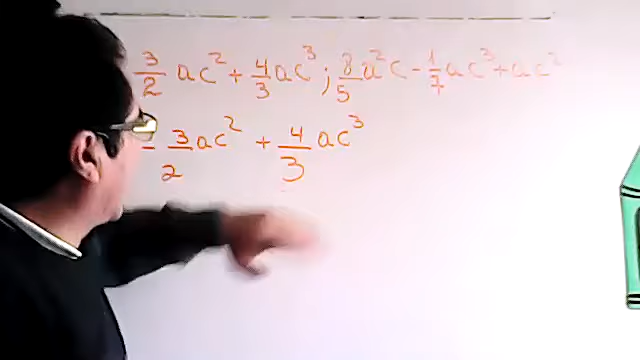 3/2 ac² + 4/3 ac³ ; 8/5 a²c - 1/7 ac³ + ac²
- 3/2 ac² + 4/3 ac³